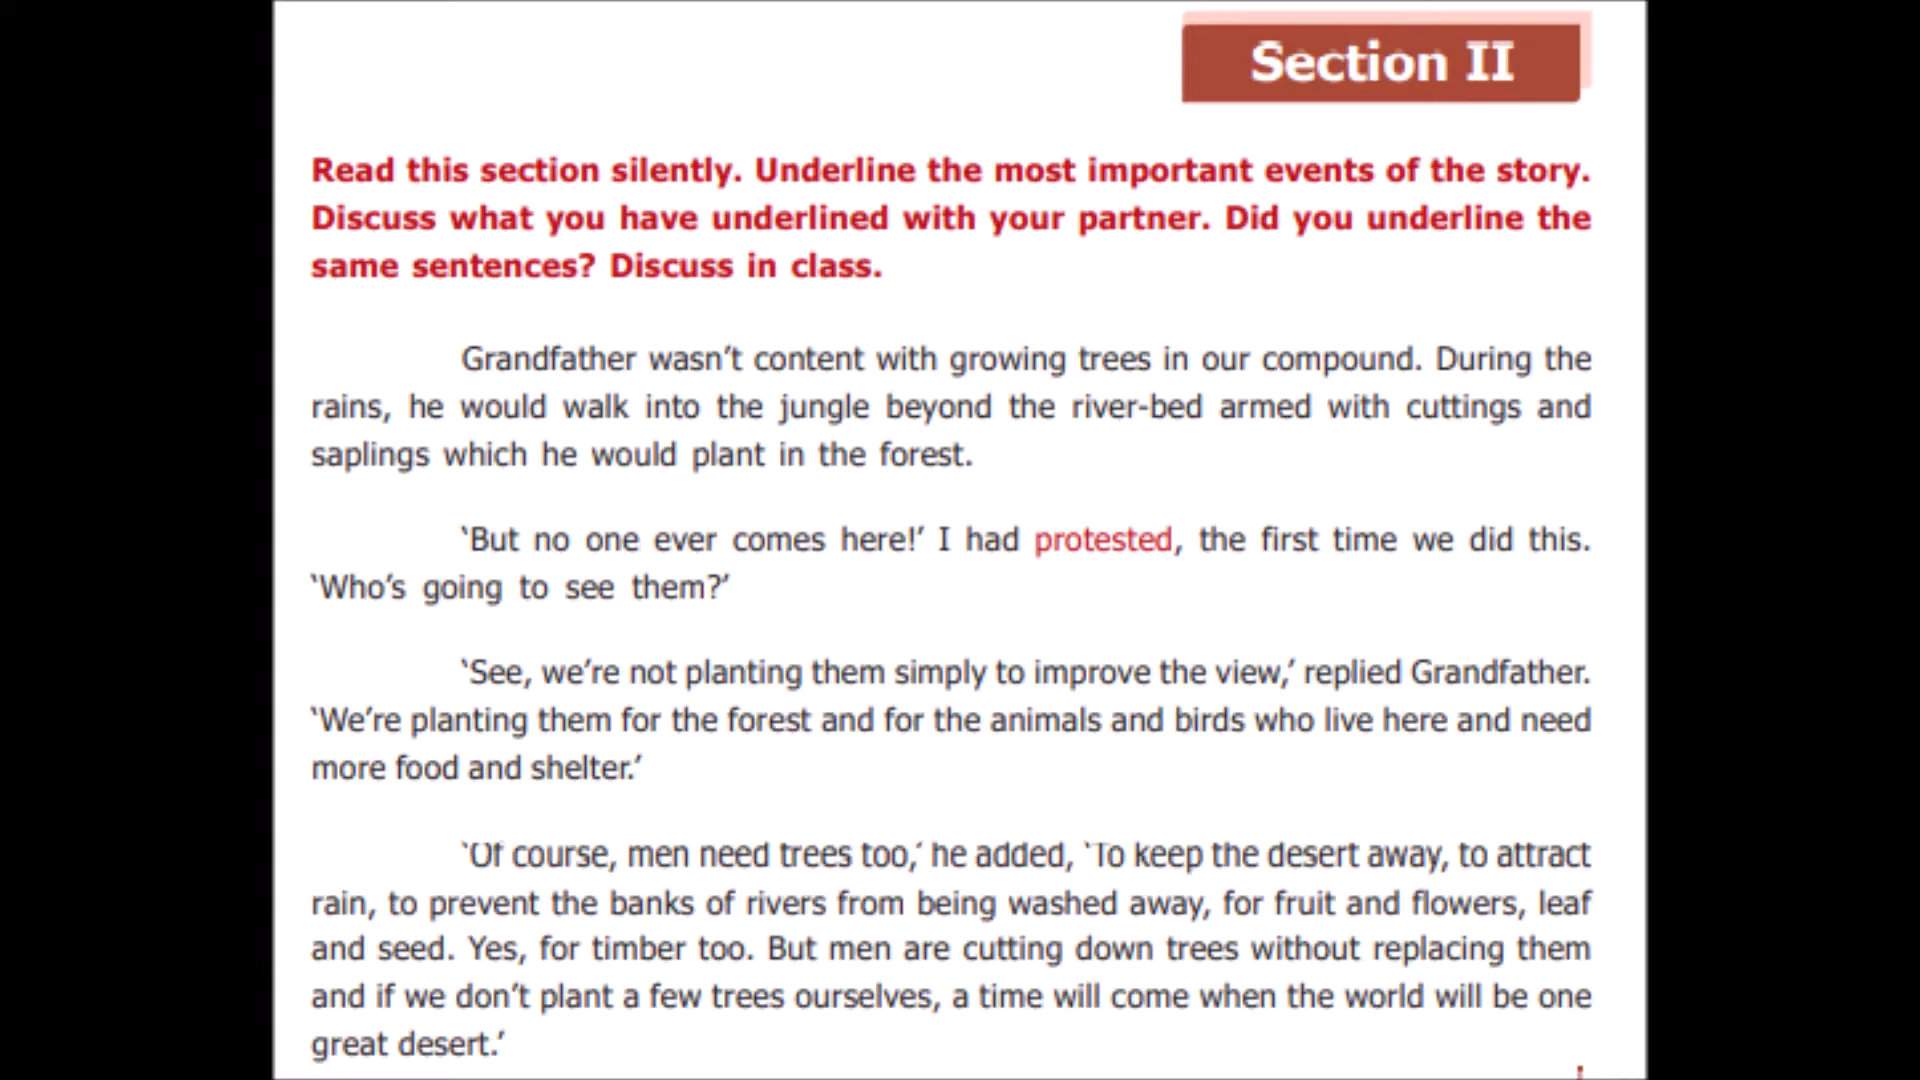 Section II
Read this section silently. Underline the most important events of the story.
Discuss what you have underlined with your partner. Did you underline the
same sentences? Discuss in class.
Grandfather wasn’t content with growing trees in our compound. During the
rains, he would walk into the jungle beyond the river-bed armed with cuttings and
saplings which he would plant in the forest.
‘But no one ever comes here!’ I had protested, the first time we did this.
‘Who’s going to see them?’
‘See, we’re not planting them simply to improve the view,’ replied Grandfather.
‘We’re planting them for the forest and for the animals and birds who live here and need
more food and shelter.’
‘Of course, men need trees too,’ he added, ‘To keep the desert away, to attract
rain, to prevent the banks of rivers from being washed away, for fruit and flowers, leaf
and seed. Yes, for timber too. But men are cutting down trees without replacing them
and if we don’t plant a few trees ourselves, a time will come when the world will be one
great desert.’